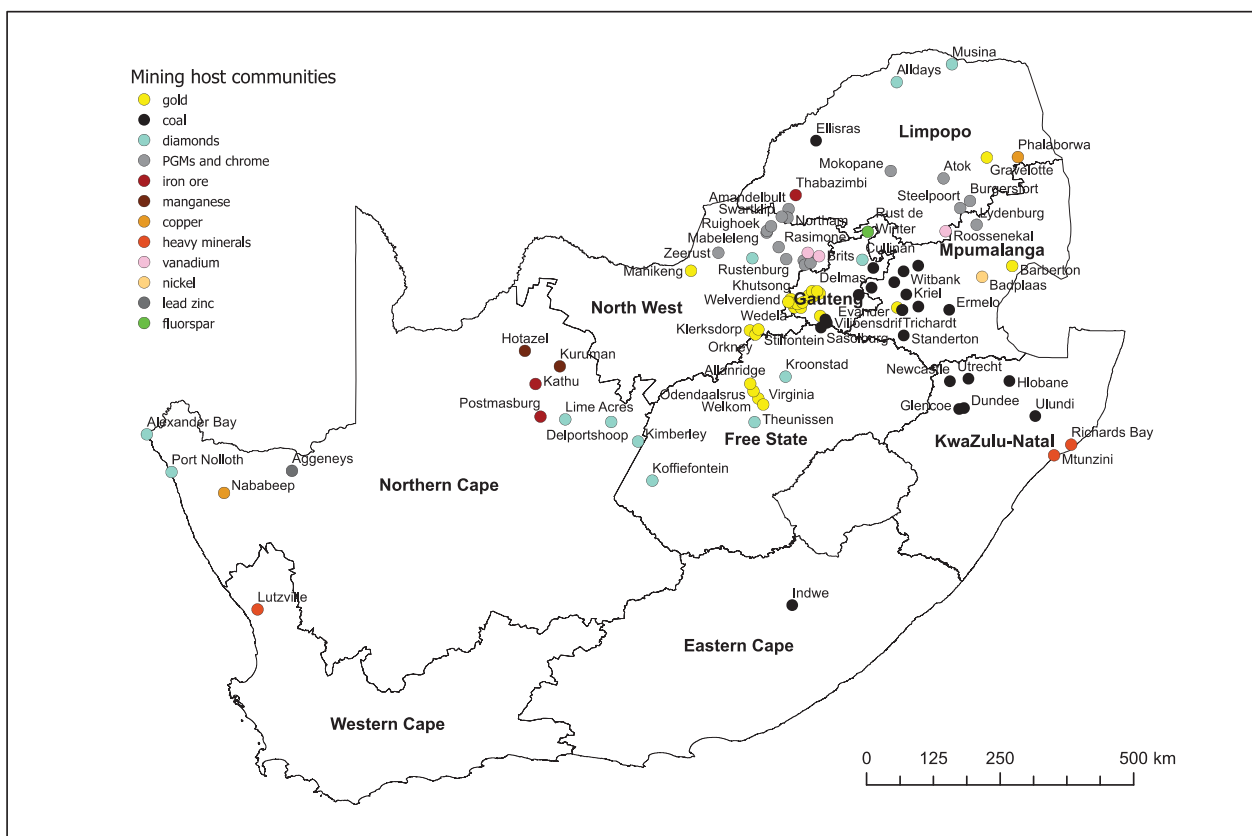 Mining host communities
gold
coal
diamonds
PGMs and chrome
iron ore
manganese
copper
heavy minerals
vanadium
nickel
lead zinc
fluorspar
Musina
Alldays
Ellisras
Limpopo
Phalaborwa
Mokopane
Atok
Gravelotte
Thabazimbi
Steelpoort
Burgersfort
Amandelbult
Swartklip
Northam
Rust de
Winter
Lydenburg
Ruighoek
Mabeleleng
Rasimone
Roossenekal
Zeerust
Brits
Cullinan
Mpumalanga
Mahikeng
Rustenburg
Delmas
Witbank
Barberton
Badplaas
Khutsong
North West
Welverdiend
Gauteng
Kriel
Ermelo
Wedela
Evander
Klerksdorp
Viljoensdrif
Trichardt
Orkney
Stilfontein
Sasolburg
Standerton
Hotazel
Kuruman
Kathu
Allanridge
Kroonstad
Newcastle
Utrecht
Hlobane
Odendaalsrus
Virginia
Postmasburg
Lime Acres
Welkom
Theunissen
Glencoe
Dundee
Ulundi
Alexander Bay
Delportshoop
Kimberley
Free State
KwaZulu-Natal
Richards Bay
Mtunzini
Port Nolloth
Aggeneys
Koffiefontein
Nababeep
Northern Cape
Lutzville
Indwe
Eastern Cape
Western Cape
0 125 250 500 km